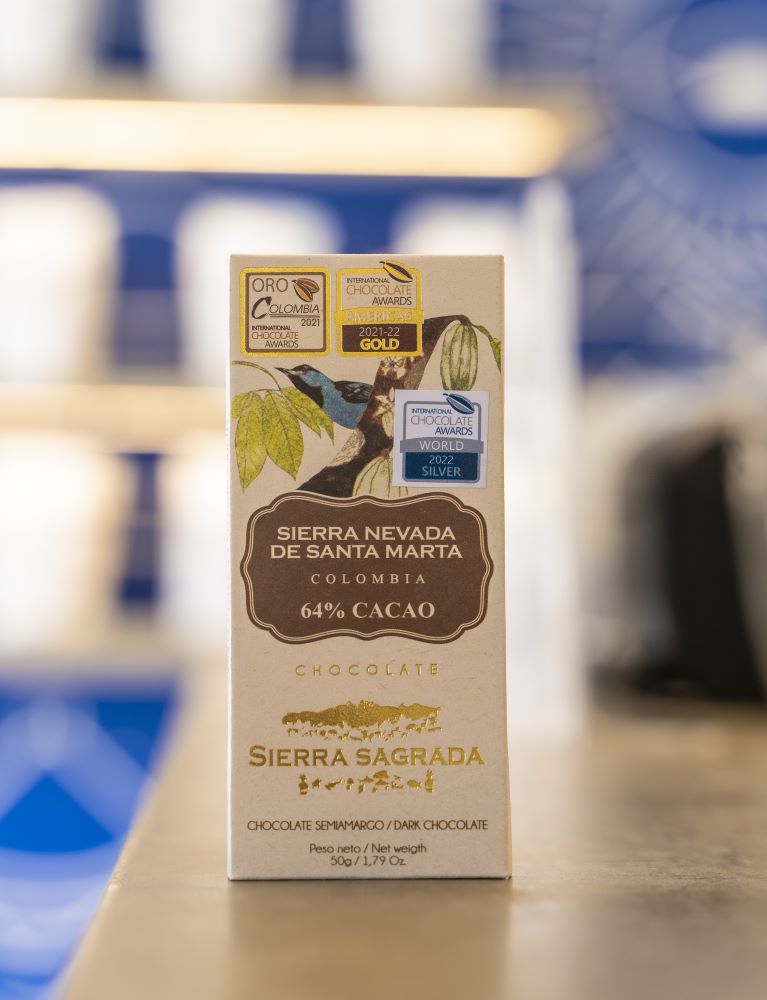 ORO
COLOMBIA
2021
INTERNATIONAL
CHOCOLATE
AWARDS
INTERNATIONAL
CHOCOLATE
AWARDS
AMERICAS
2021-22
GOLD
INTERNATIONAL
CHOCOLATE
AWARDS
WORLD
2022
SILVER
SIERRA NEVADA
DE SANTA MARTA
COLOMBIA
64% CACAO
CHOCOLATE
SIERRA SAGRADA
CHOCOLATE SEMIAMARGO / DARK CHOCOLATE
Peso neto / Net weigth
50g / 1,79 Oz.